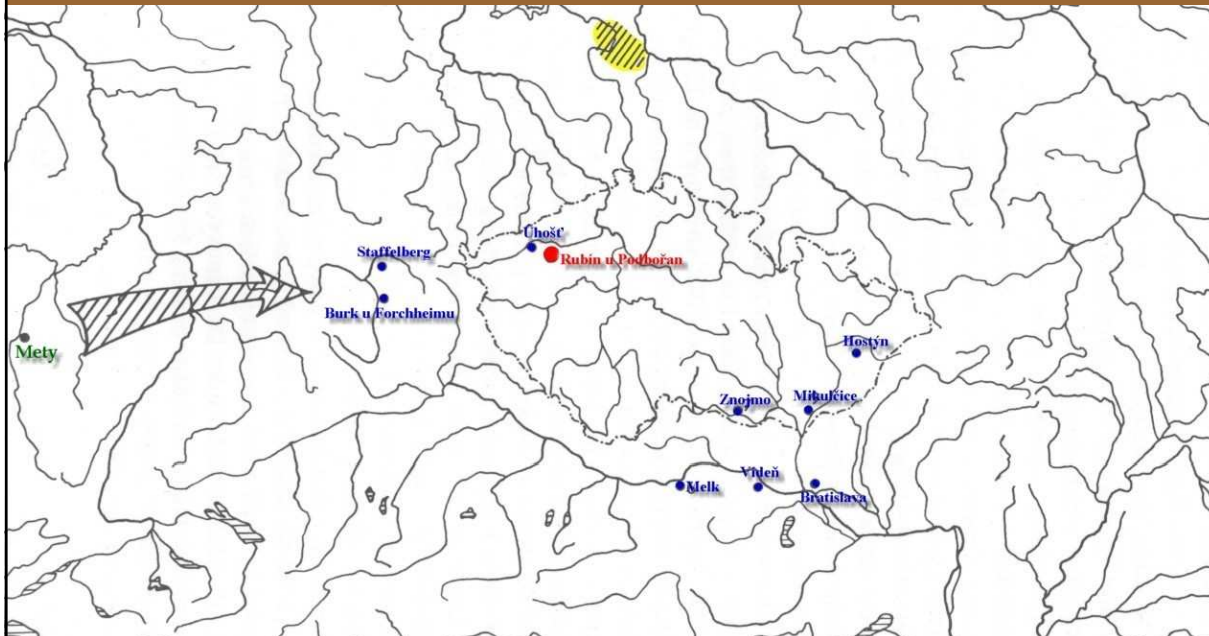 Úhošť
Staffelberg
Rubín u Podbořan
Burk u Forchheimu
Mety
Hostýn
Znojmo
Mikulčice
Melk
Vídeň
Bratislava